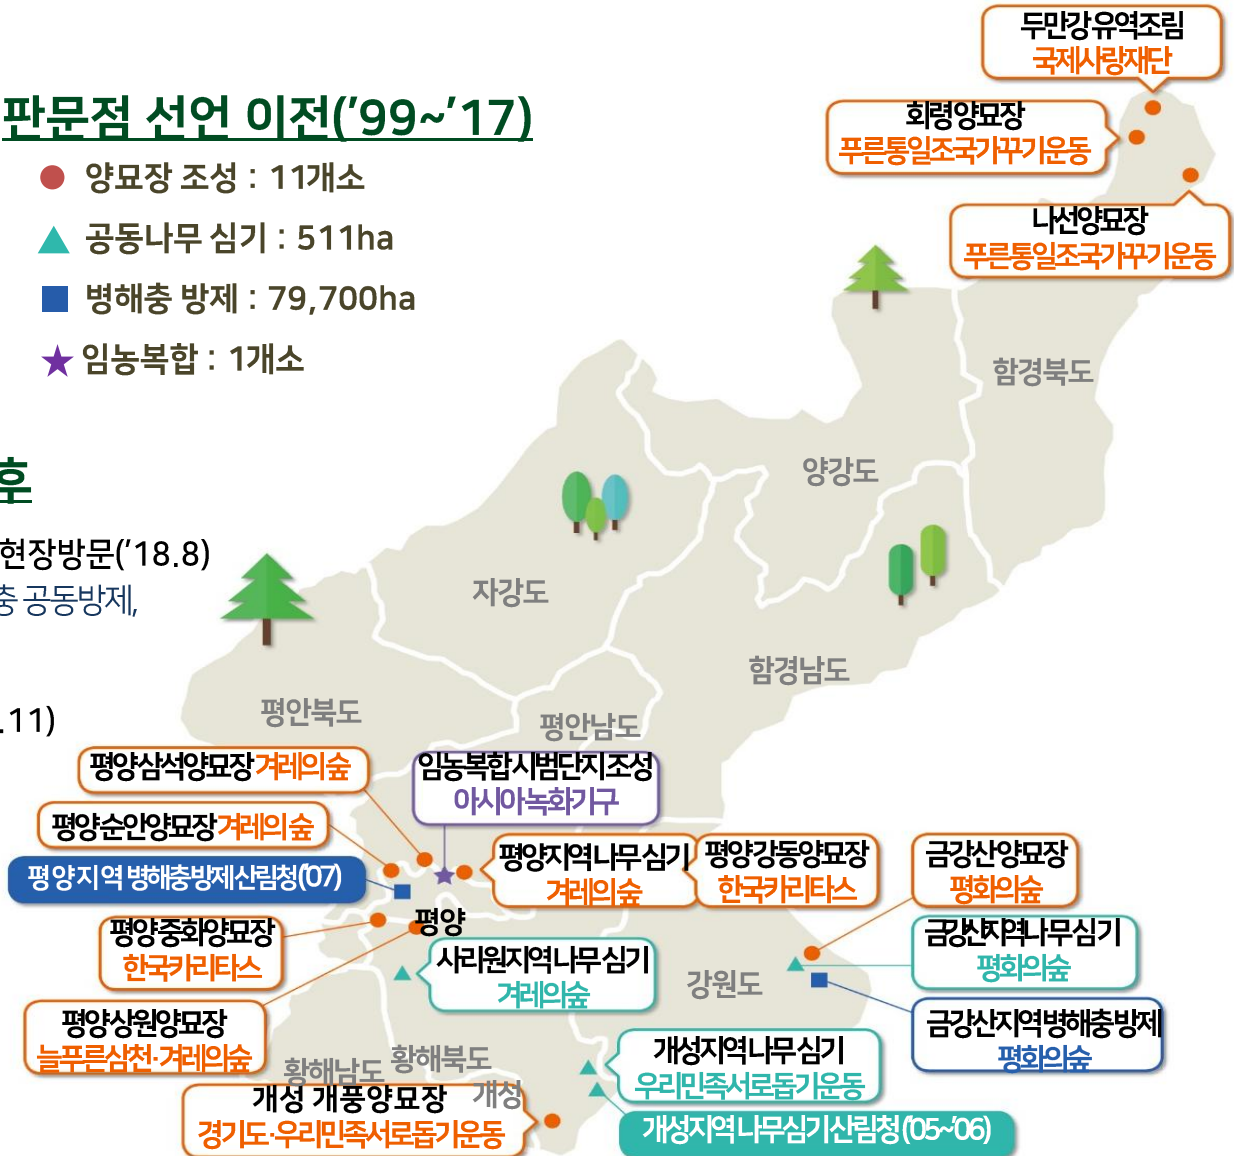 판문점 선언 이전('99~'17)
양묘장 조성 : 11개소
공동나무 심기 : 511ha
병해충 방제 : 79,700ha
임농복합 : 1개소
후
현장방문('18.8)
충 공동방제,
.11)
두만강 유역조림
국제사랑재단
회령양묘장
푸른통일조국가꾸기운동
나선양묘장
푸른통일조국가꾸기운동
함경북도
양강도
자강도
함경남도
평안북도
평안남도
평양삼석양묘장 겨레의 숲
임농복합 시범단지 조성
아시아녹화기구
평양순안양묘장 겨레의 숲
평양지역 병해충방제 산림청('07)
평양지역 나무 심기
겨레의숲
평양강동양묘장
한국카리타스
금강산양묘장
평화의숲
평양중화양묘장
한국카리타스
평양
사리원지역 나무 심기
겨레의숲
강원도
금강산지역나무 심기
평화의숲
평양상원양묘장
늘푸른삼천·겨레의숲
금강산지역 병해충 방제
평화의숲
황해남도
황해북도
개성지역 나무 심기
우리민족서로돕기운동
개성 개풍양묘장
개성
경기도·우리민족서로돕기운동
개성지역 나무심기 산림청('05~'06)